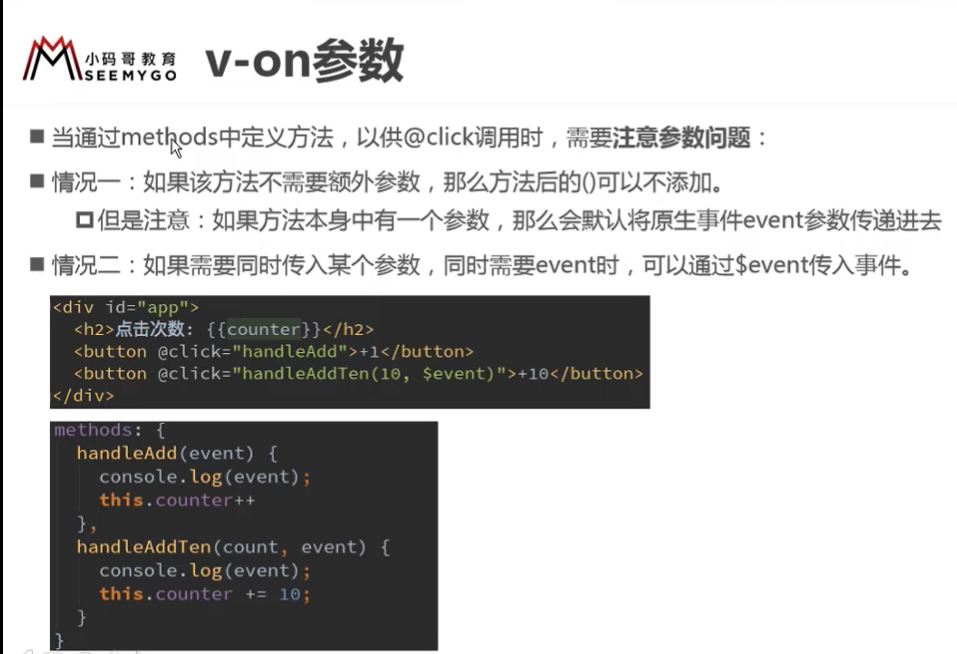 小码哥教育
SEEMYGO
v-on参数
■ 当通过methods中定义方法，以供@click调用时，需要注意参数问题：
■ 情况一：如果该方法不需要额外参数，那么方法后的()可以不添加。
但是注意：如果方法本身中有一个参数，那么会默认将原生事件event参数传递进去
■ 情况二：如果需要同时传入某个参数，同时需要event时，可以通过$event传入事件。
<div id="app">
<h2>点击次数: {{counter}}</h2>
<button @click="handleAdd">+1</button>
<button @click="handleAddTen(10, $event)">+10</button>
</div>
methods: {
handleAdd(event) {
console.log(event);
this.counter++
},
handleAddTen(count, event) {
console.log(event);
this.counter += 10;
}
}